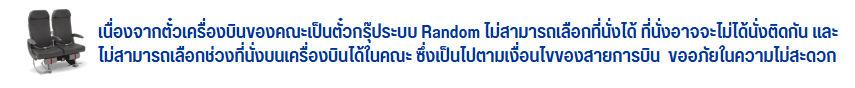 เนื่องจากตั๋วเครื่องบินของคณะเป็นตั๋วกรุ๊ประบบ Random ไม่สามารถเลือกที่นั่งได้ ที่นั่งอาจจะไม่ได้นั่งติดกัน และ
ไม่สามารถเลือกช่วงที่นั่งบนเครื่องบินได้ในคณะ ซึ่งเป็นไปตามเงื่อนไขของสายการบิน ขออภัยในความไม่สะดวก